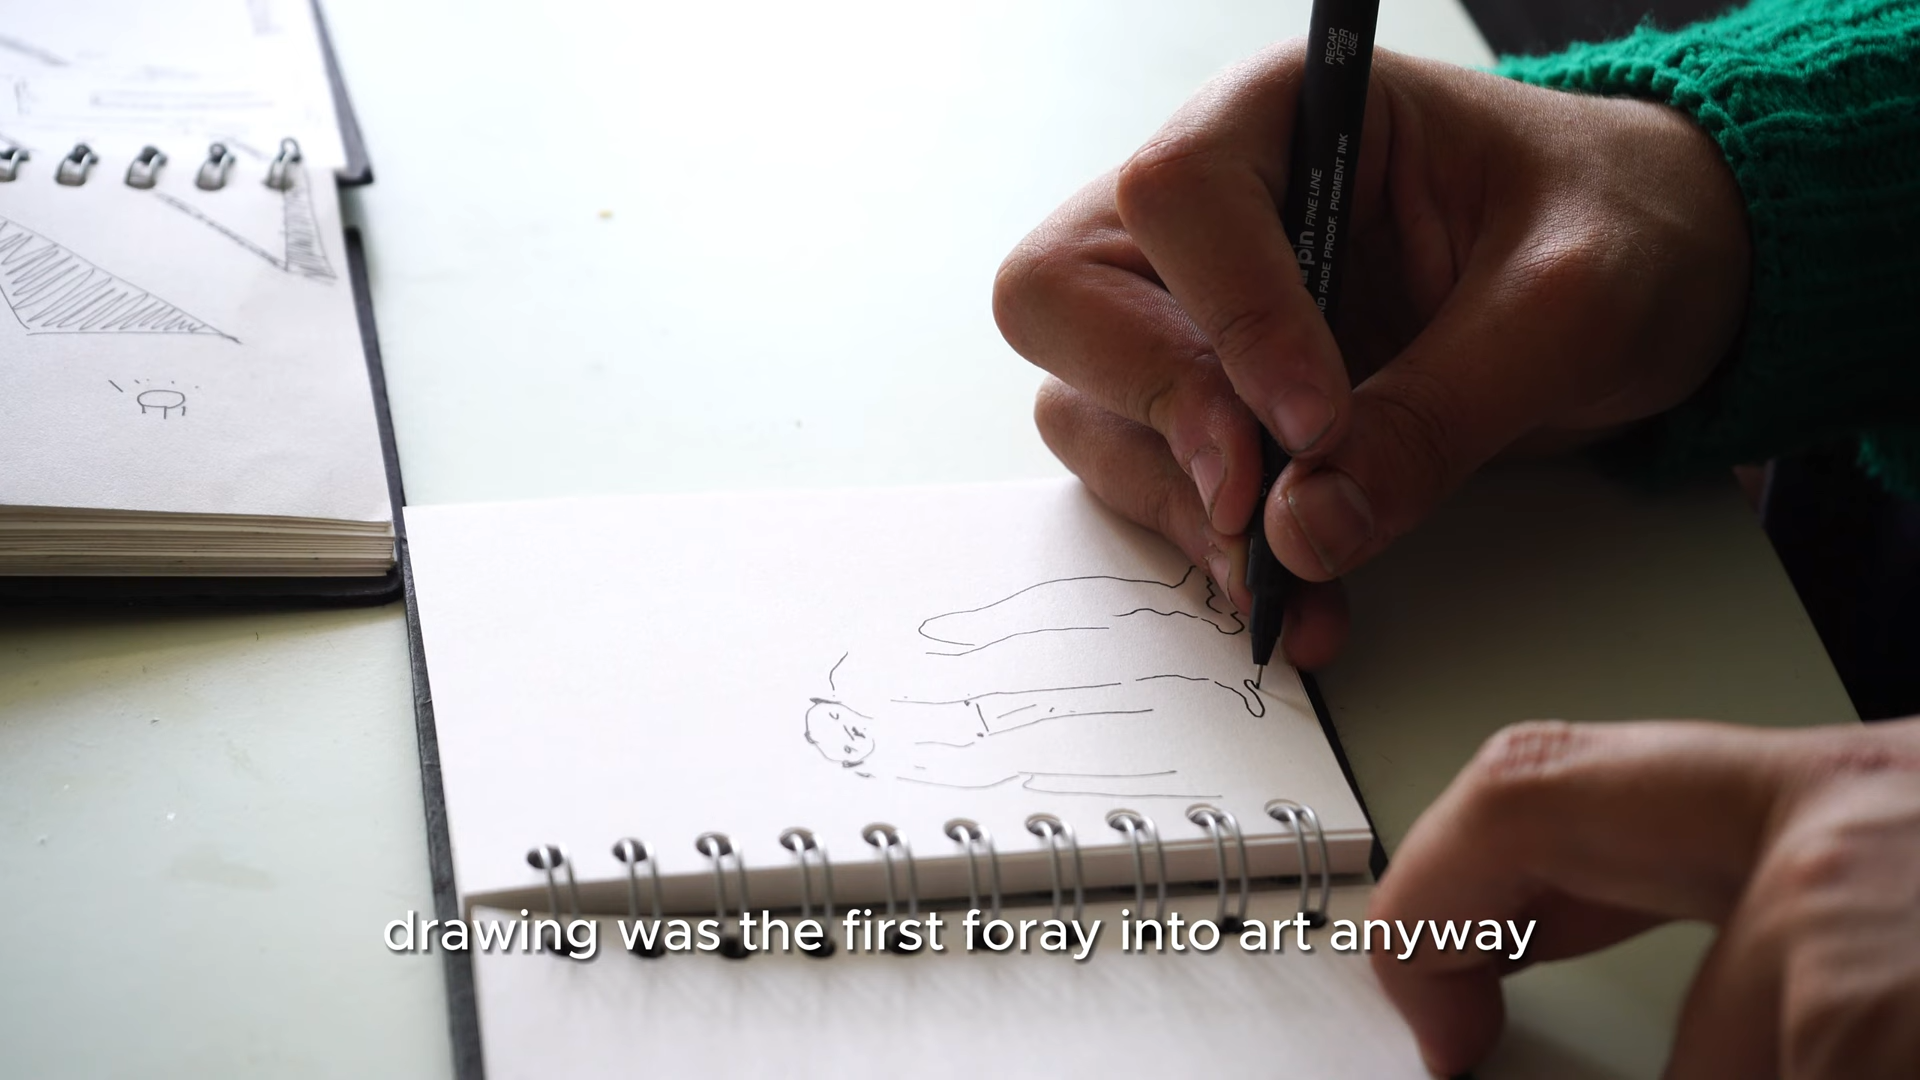 RECAP
AFTER
USE.
FINE LINE
FADE PROOF. PIGMENT INK
drawing was the first foray into art anyway